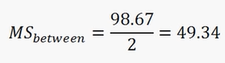 MS_between = 98.67/2 = 49.34